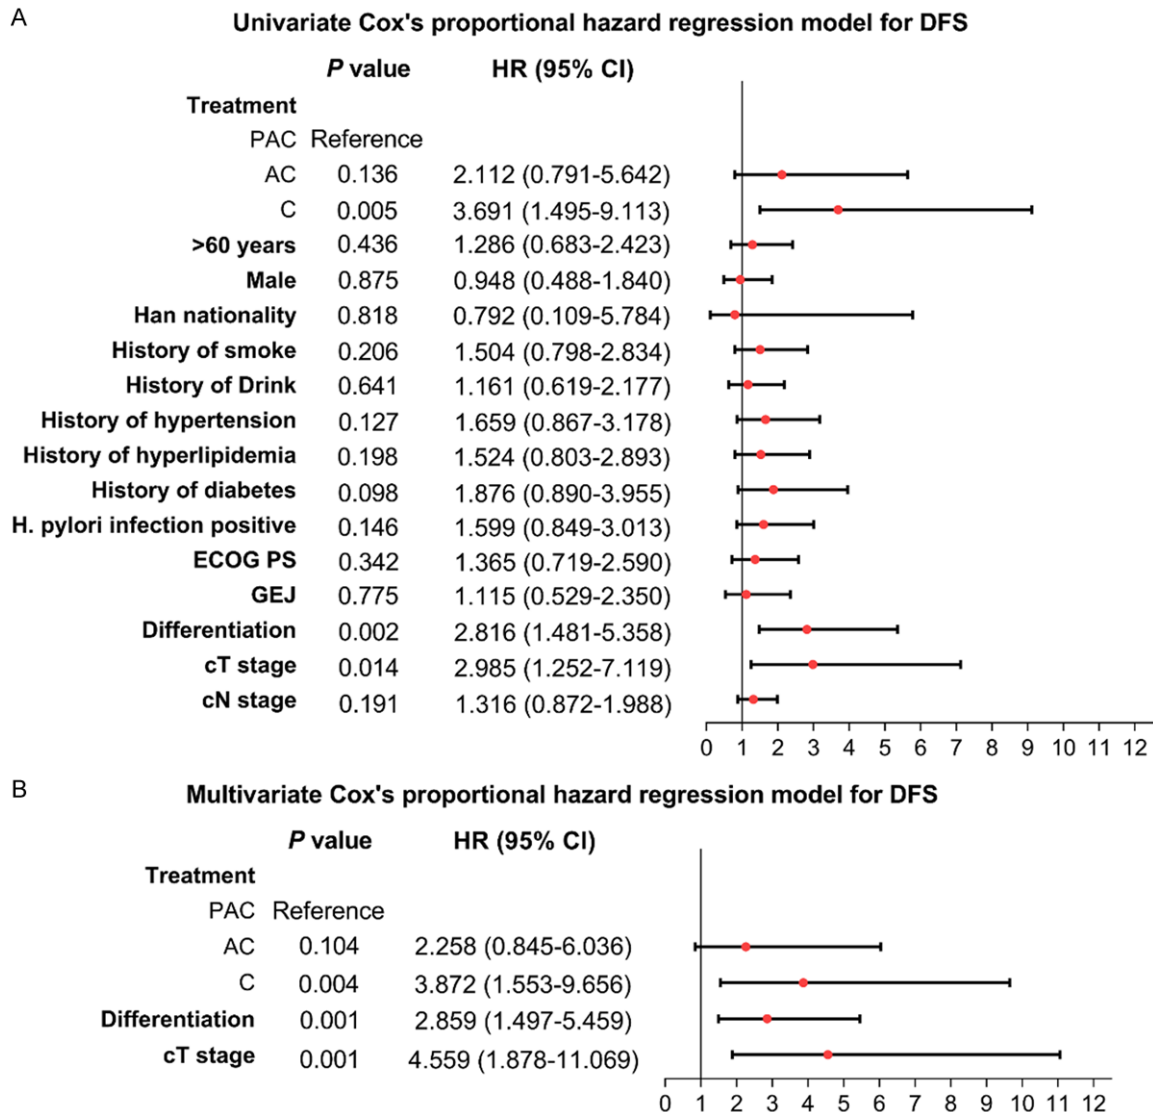 A
Univariate Cox's proportional hazard regression model for DFS
P value HR (95% CI)
Treatment
PAC Reference
AC 0.136 2.112 (0.791-5.642)
C 0.005 3.691 (1.495-9.113)
>60 years 0.436 1.286 (0.683-2.423)
Male 0.875 0.948 (0.488-1.840)
Han nationality 0.818 0.792 (0.109-5.784)
History of smoke 0.206 1.504 (0.798-2.834)
History of Drink 0.641 1.161 (0.619-2.177)
History of hypertension 0.127 1.659 (0.867-3.178)
History of hyperlipidemia 0.198 1.524 (0.803-2.893)
History of diabetes 0.098 1.876 (0.890-3.955)
H. pylori infection positive 0.146 1.599 (0.849-3.013)
ECOG PS 0.342 1.365 (0.719-2.590)
GEJ 0.775 1.115 (0.529-2.350)
Differentiation 0.002 2.816 (1.481-5.358)
cT stage 0.014 2.985 (1.252-7.119)
cN stage 0.191 1.316 (0.872-1.988)
0 1 2 3 4 5 6 7 8 9 10 11 12
B
Multivariate Cox's proportional hazard regression model for DFS
P value HR (95% CI)
Treatment
PAC Reference
AC 0.104 2.258 (0.845-6.036)
C 0.004 3.872 (1.553-9.656)
Differentiation 0.001 2.859 (1.497-5.459)
cT stage 0.001 4.559 (1.878-11.069)
0 1 2 3 4 5 6 7 8 9 10 11 12